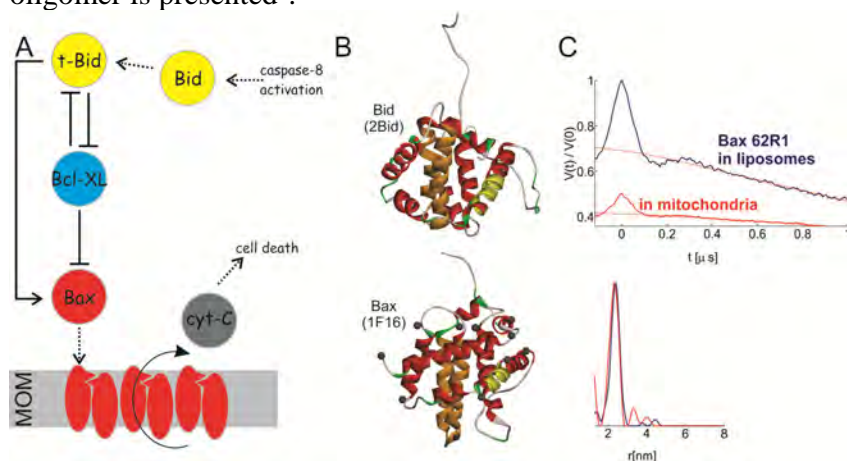 oligomer is presented .
A
t-Bid
Bid
caspase-8
activation
Bcl-XL
Bax
cell death
cyt-C
MOM
B
Bid
(2Bid)
Bax
(1F16)
C
V(t) / V(0)
1
0.8
0.6
0.4
Bax 62R1
in liposomes
in mitochondria
0 0.2 0.4 0.6 0.8 1
t [μ s]
2 4 6 8
r[nm]